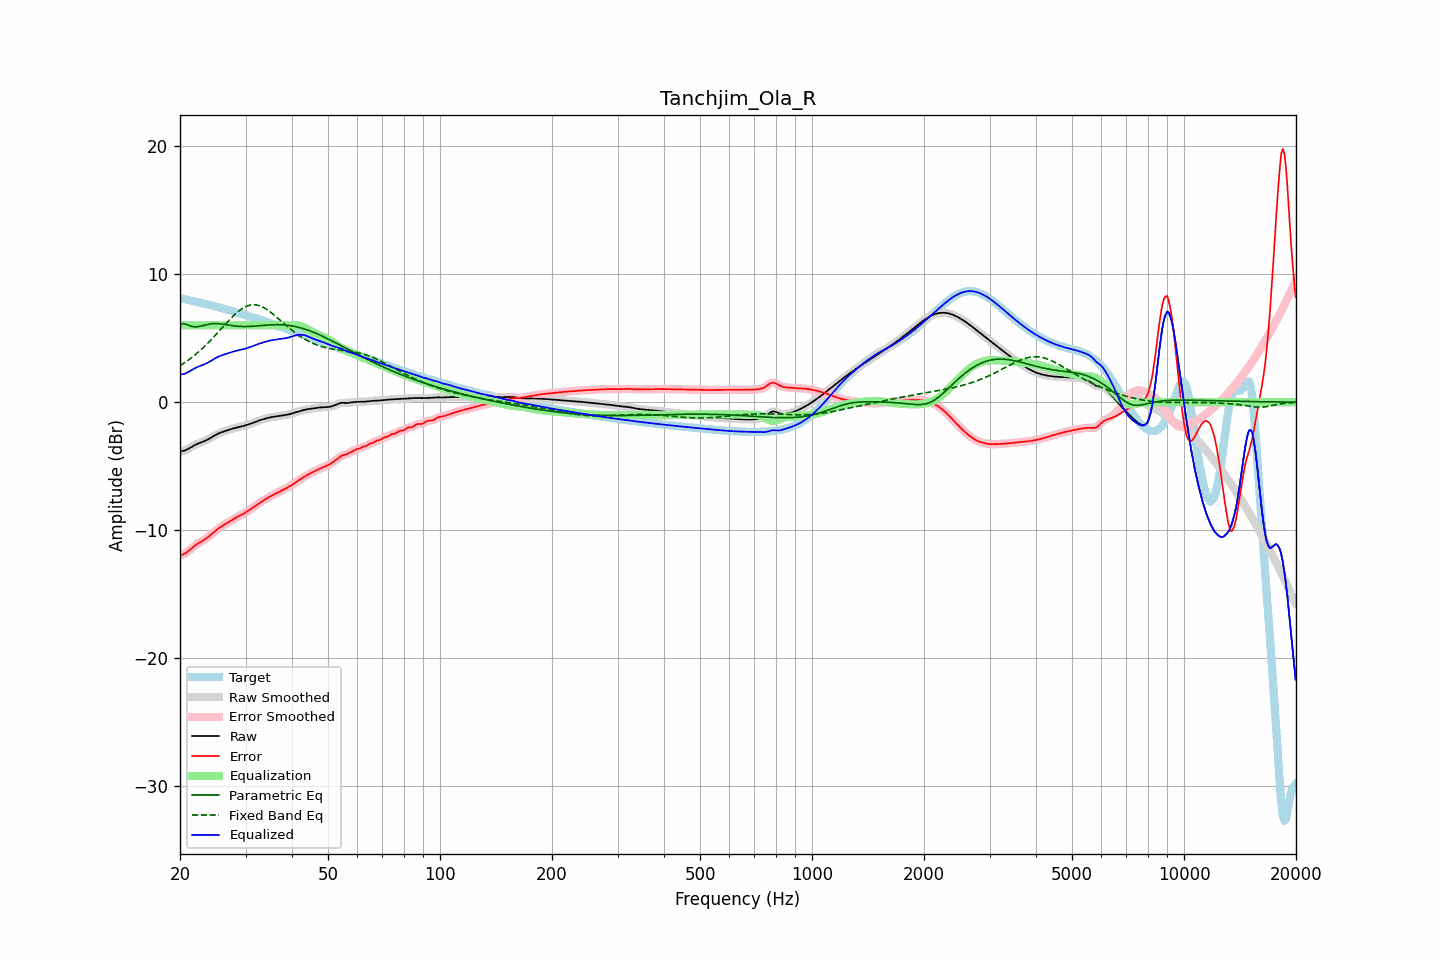 Tanchjim_Ola_R
20
10
0
−10
−20
−30
Amplitude (dBr)
Target
Raw Smoothed
Error Smoothed
Raw
Error
Equalization
Parametric Eq
Fixed Band Eq
Equalized
20 50 100 200 500 1000 2000 5000 10000 20000
Frequency (Hz)